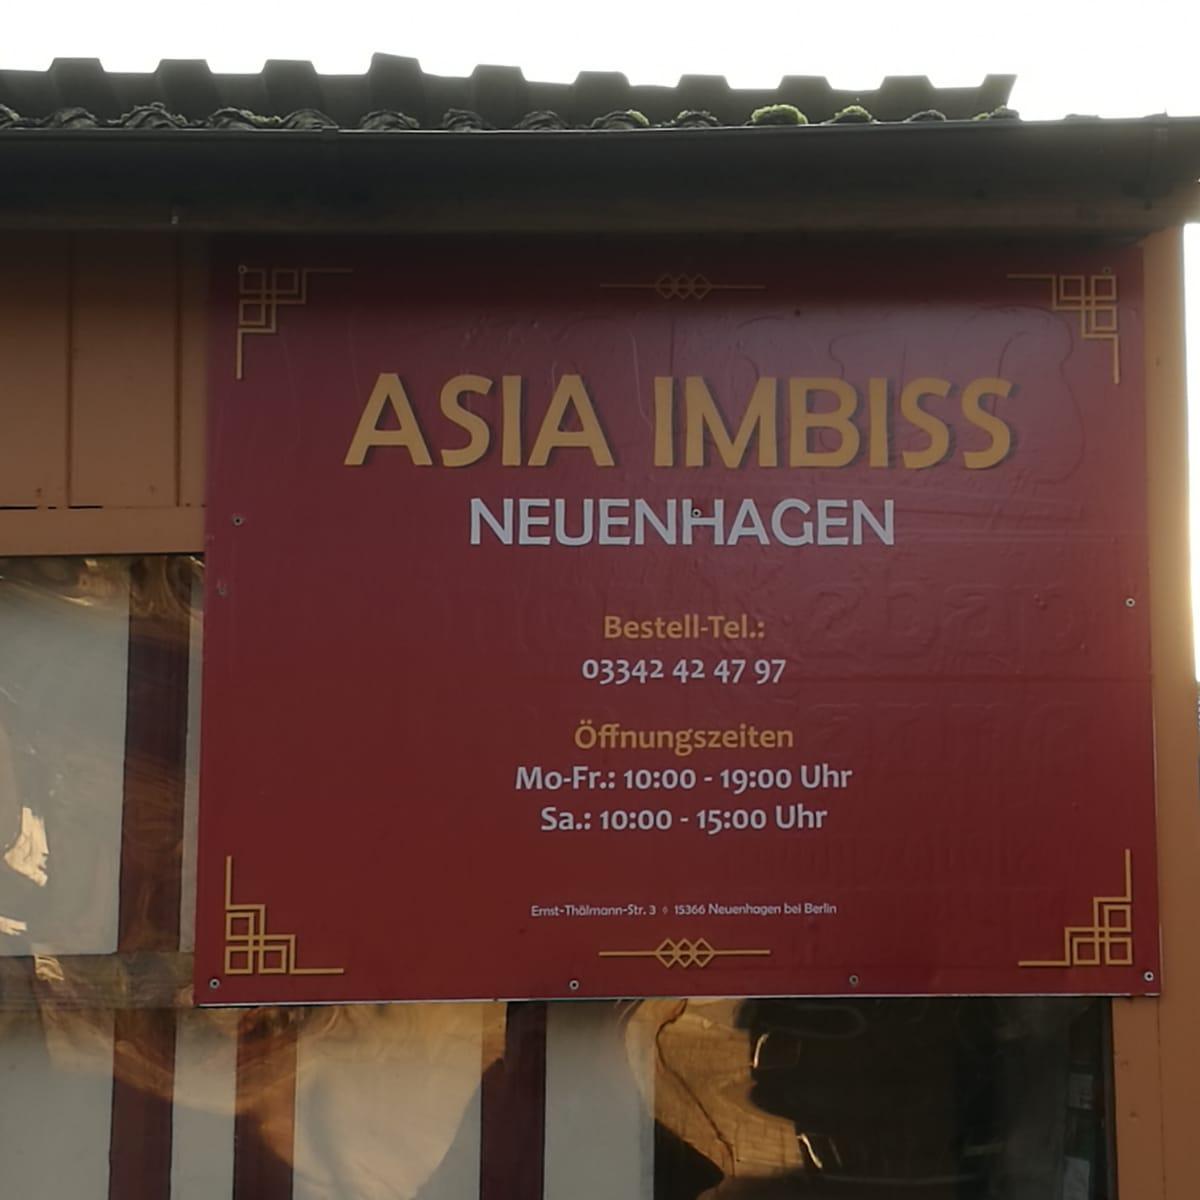 ASIA IMBISS
NEUENHAGEN
Bestell-Tel.:
03342 42 47 97
Öffnungszeiten
Mo-Fr.: 10:00 - 19:00 Uhr
Sa.: 10:00 - 15:00 Uhr
Ernst-Thälmann-Str. 3 ◊ 15366 Neuenhagen bei Berlin